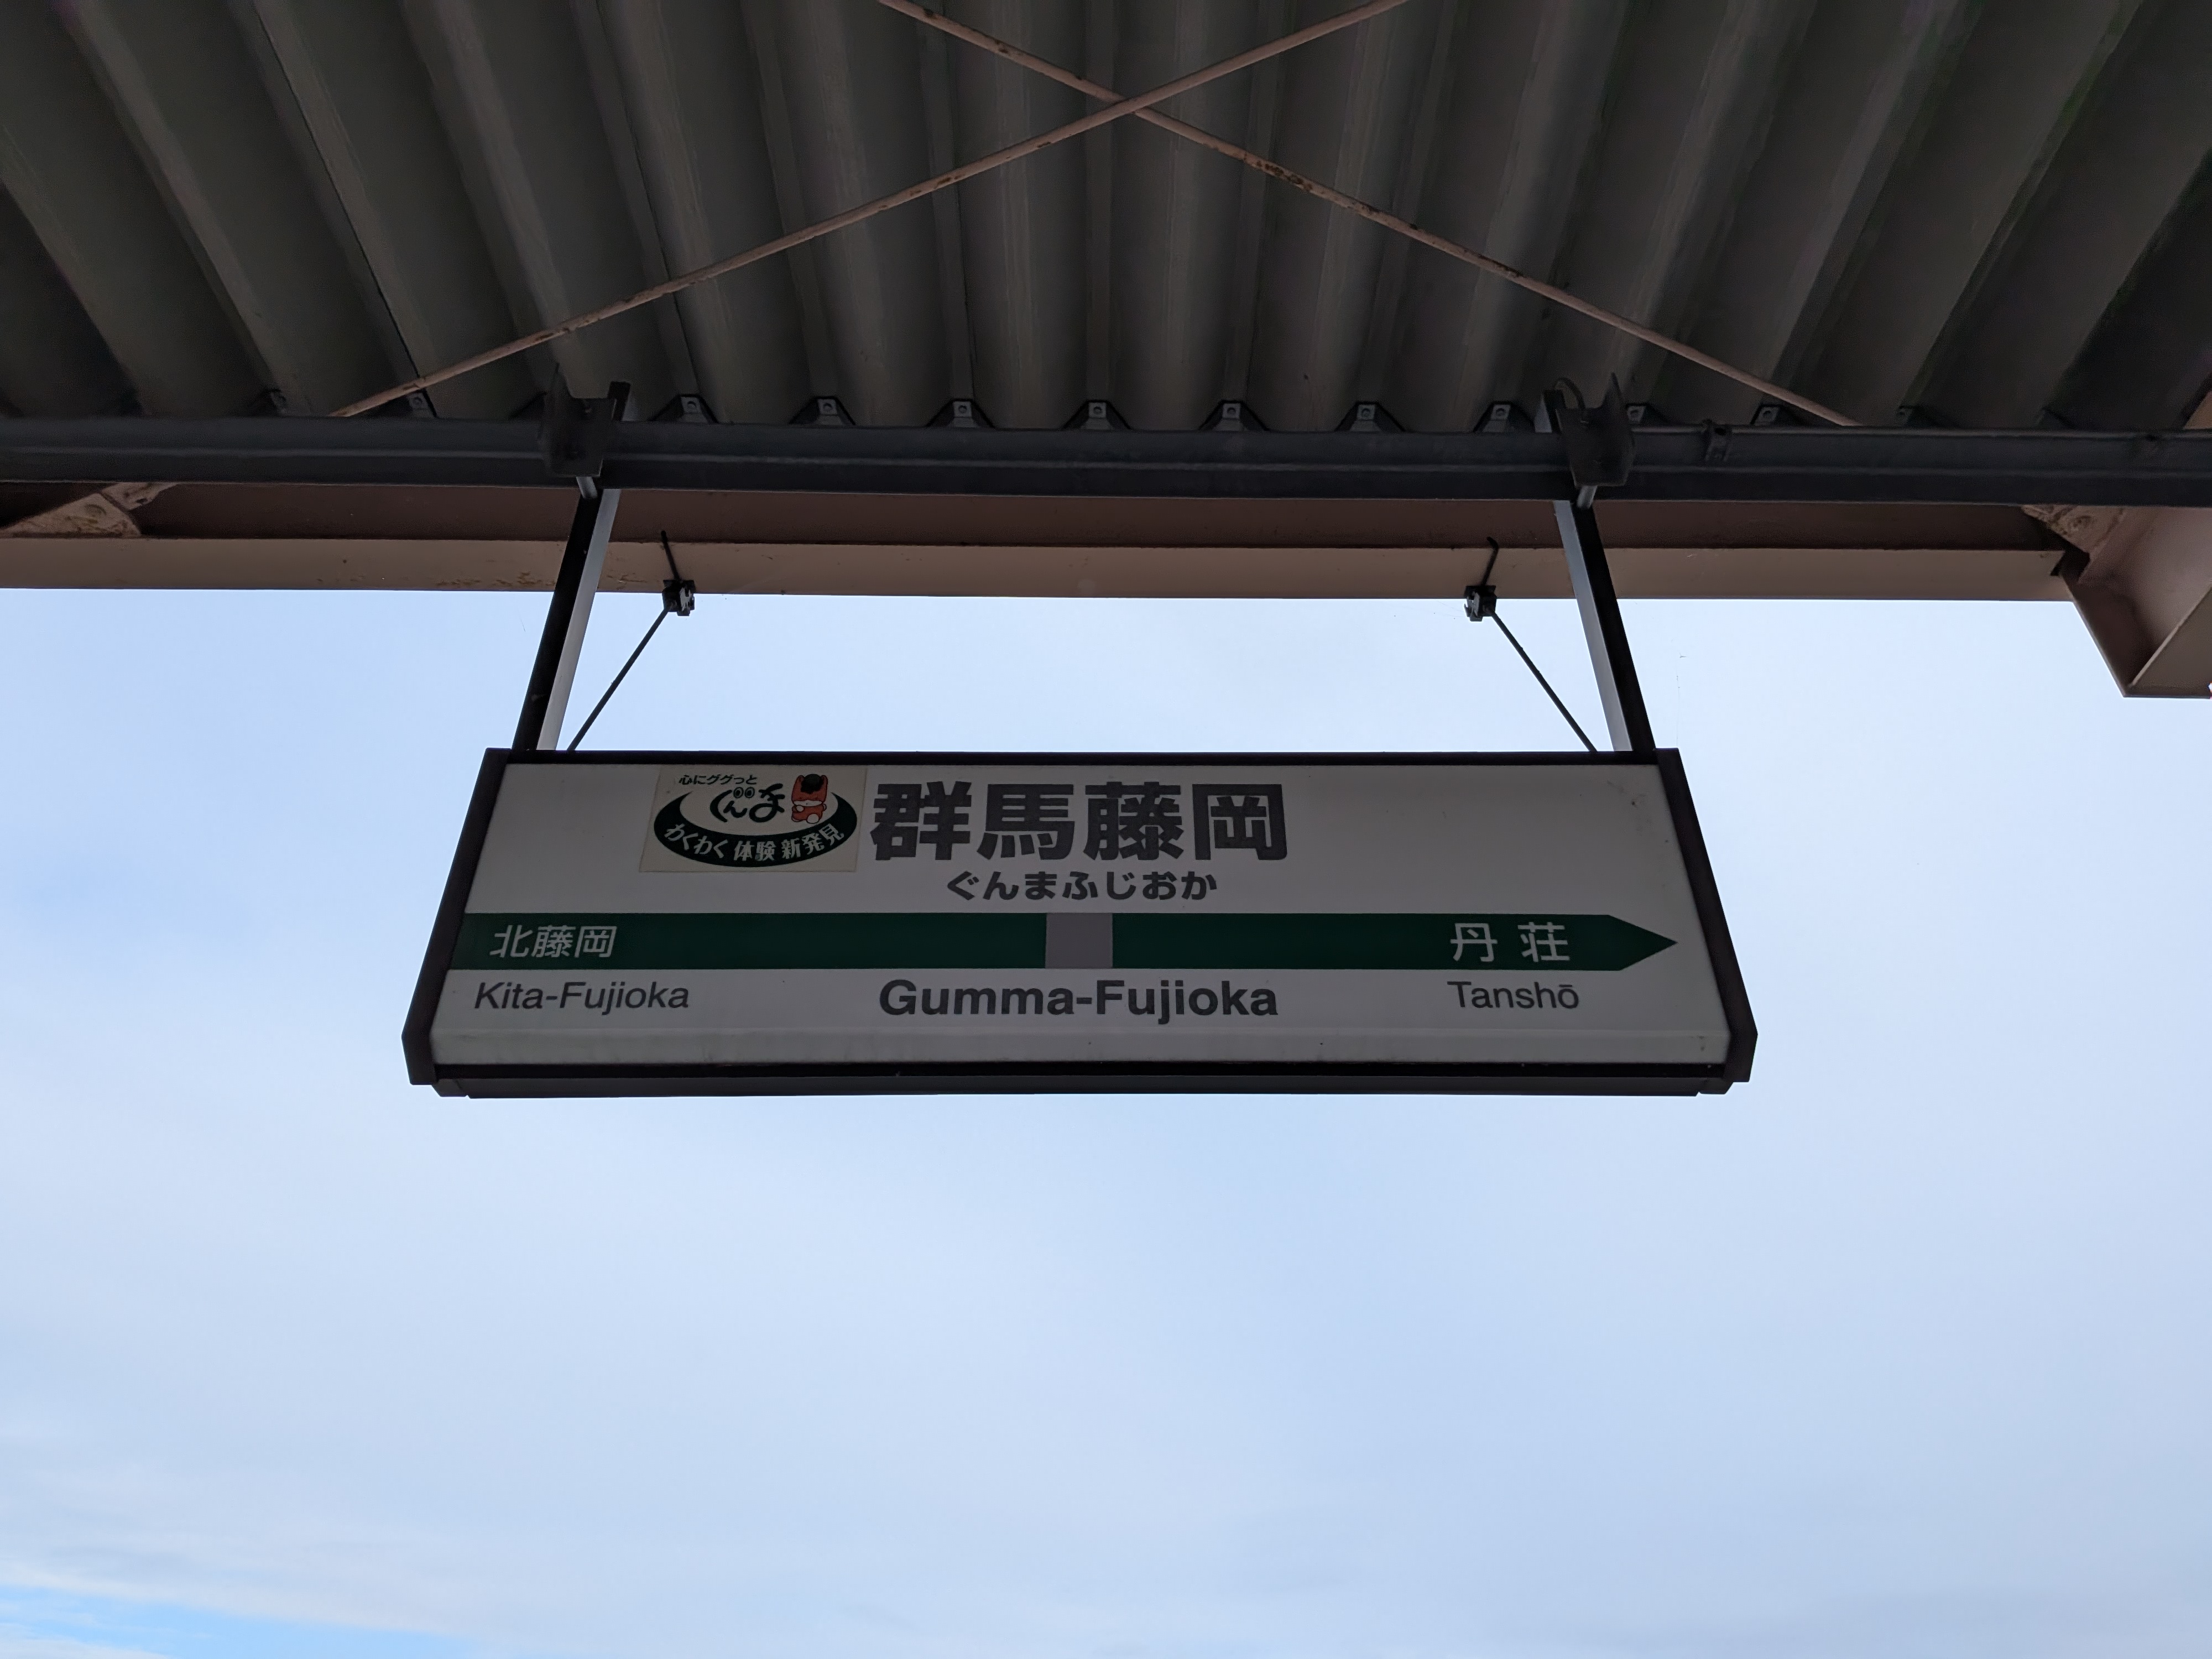 心にググっと
ぐんま
わくわく 体験 新発見
群馬藤岡
ぐんまふじおか
北藤岡
丹荘
Kita-Fujioka
Gumma-Fujioka
Tanshō